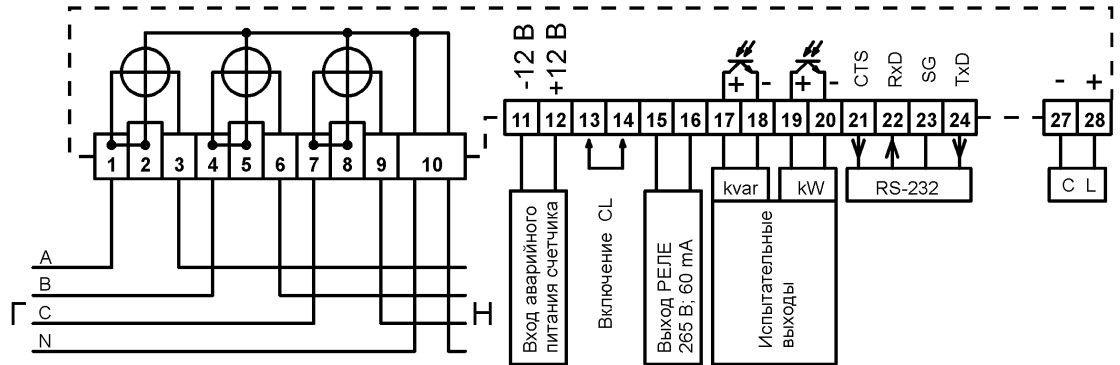 -12 В
+12 В
CTS
RxD
SG
TxD
+ - + -
- +
11 12 13 14 15 16 17 18 19 20 21 22 23 24
27 28
1 2 3 4 5 6 7 8 9 10
kvar
kW
RS-232
C L
Вход аварийного
питания счетчика
Включение CL
Выход РЕЛЕ
265 В; 60 mA
Испытательные
выходы
A
B
C
N
Г
Н